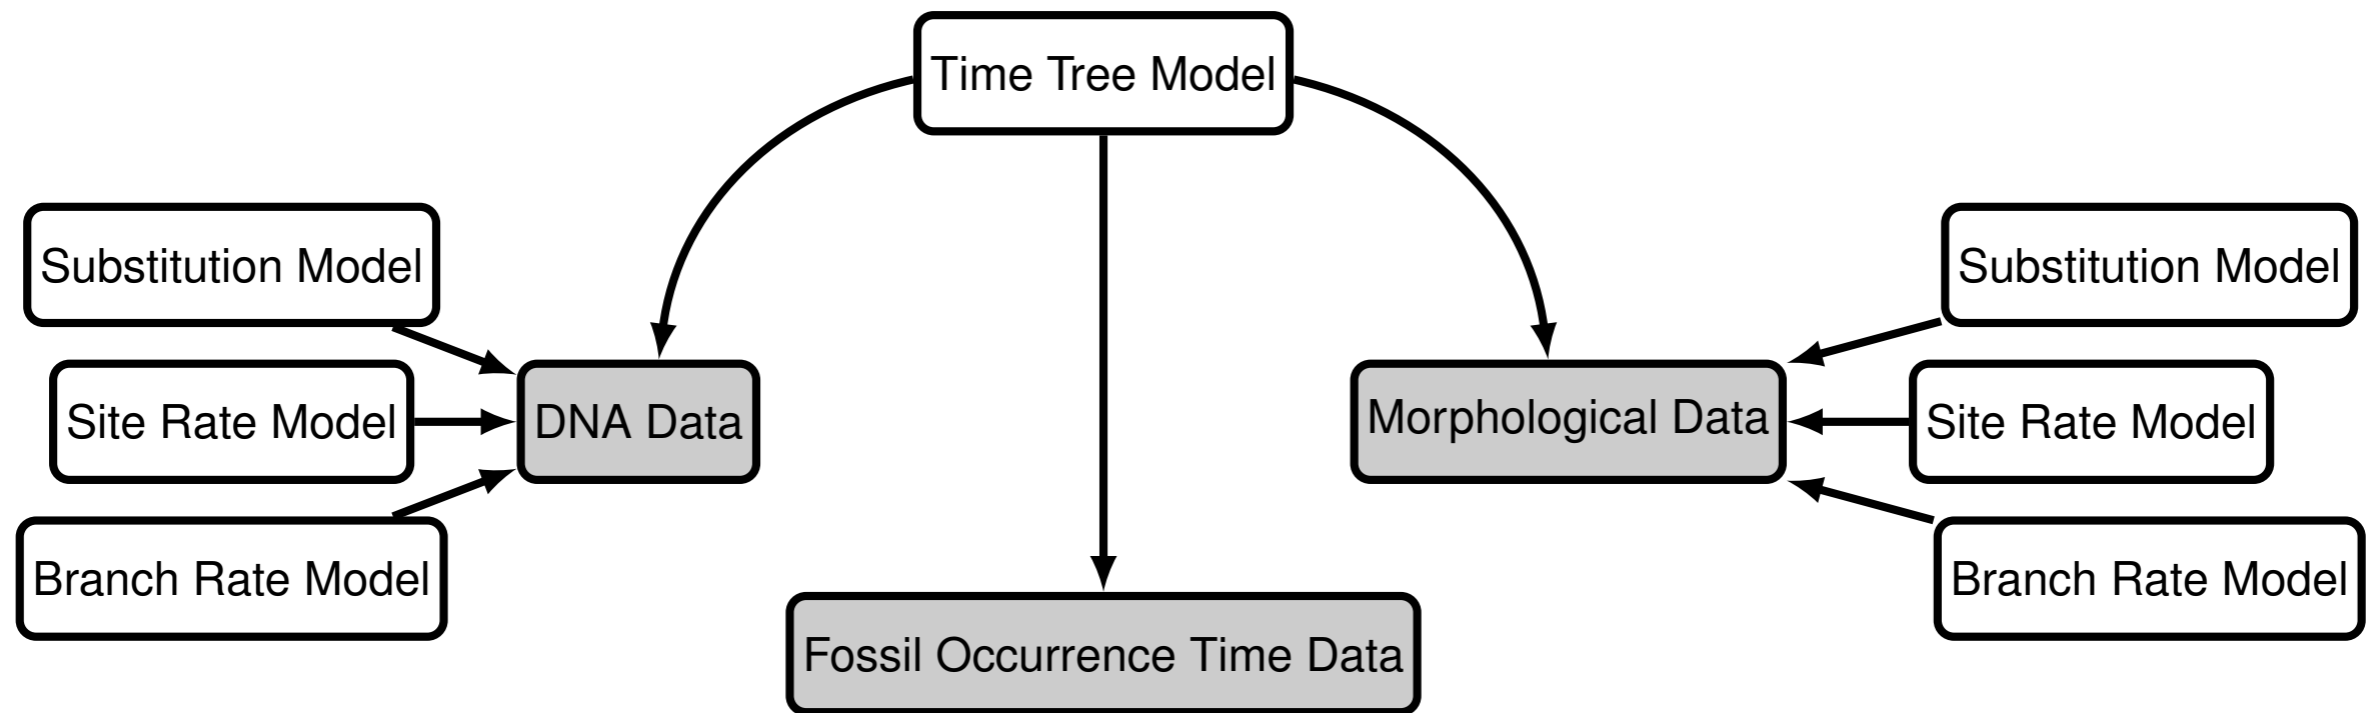 Time Tree Model
Substitution Model
Substitution Model
Site Rate Model
DNA Data
Morphological Data
Site Rate Model
Branch Rate Model
Branch Rate Model
Fossil Occurrence Time Data